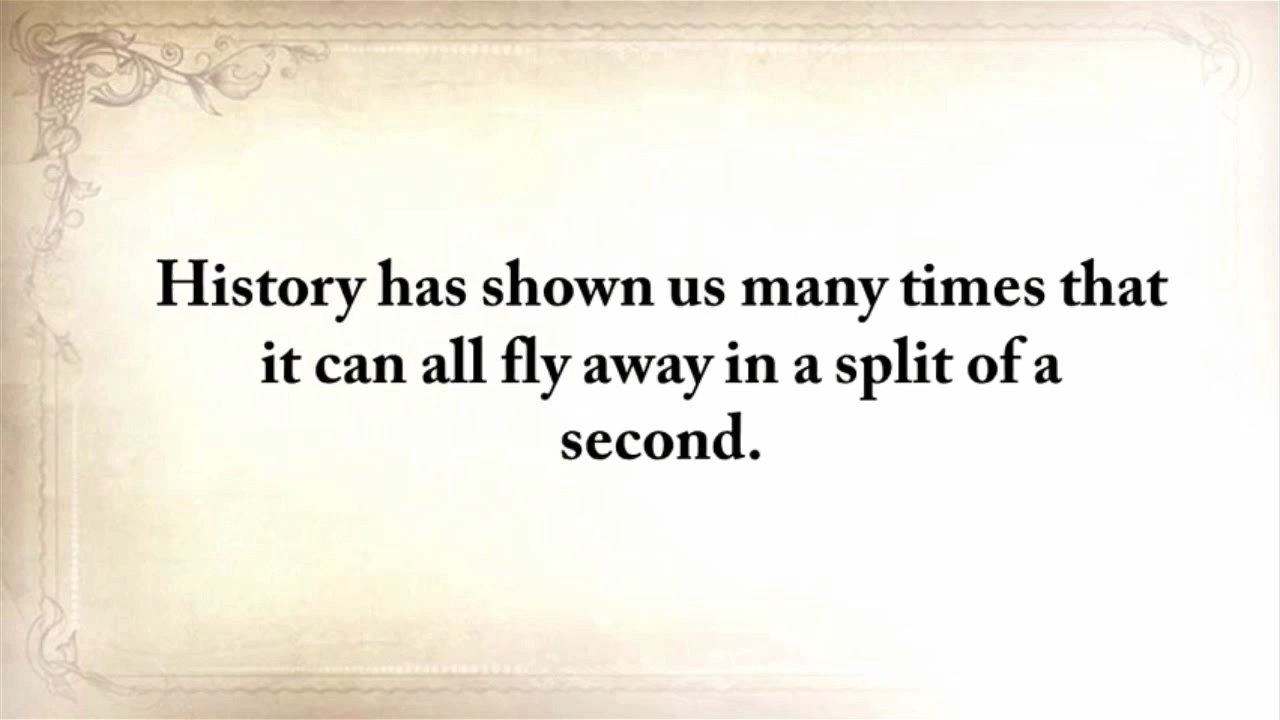 History has shown us many times that
it can all fly away in a split of a
second.